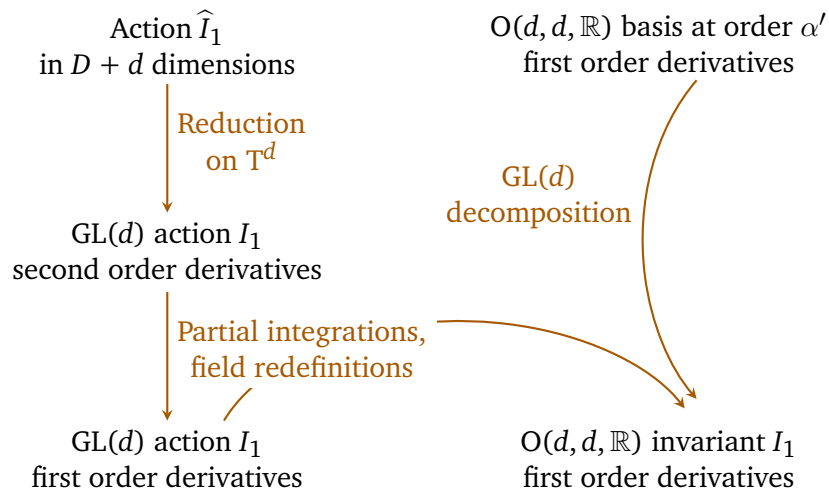 Action Î₁
in D + d dimensions
O(d, d, ℝ) basis at order α′
first order derivatives
Reduction
on Tᵈ
GL(d)
decomposition
GL(d) action I₁
second order derivatives
Partial integrations,
field redefinitions
GL(d) action I₁
first order derivatives
O(d, d, ℝ) invariant I₁
first order derivatives